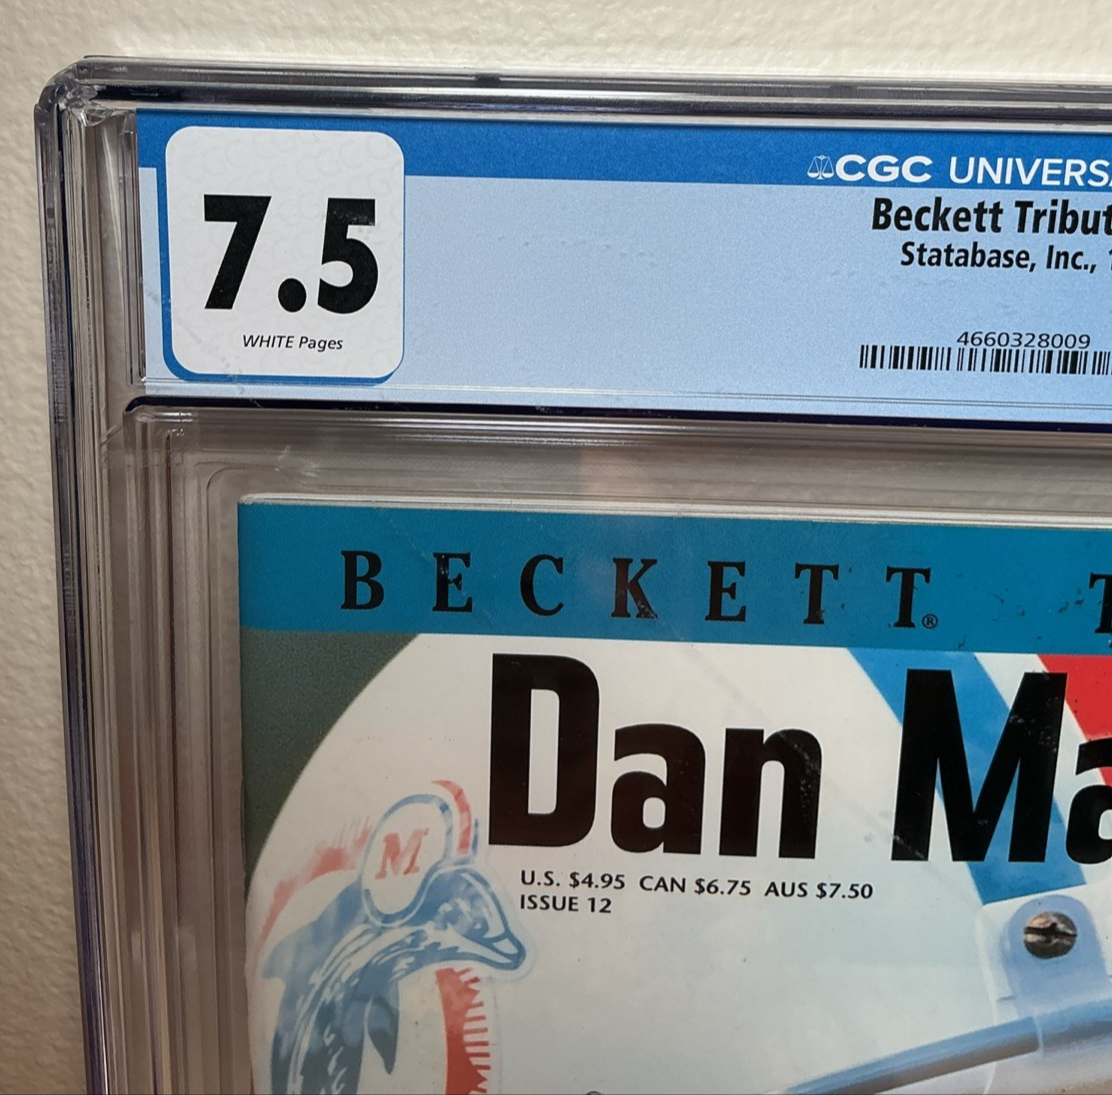 7.5
WHITE Pages
CGC UNIVERSA
Beckett Tribut
Statabase, Inc.,
4660328009
BECKETT® T
Dan Ma
M
U.S. $4.95 CAN $6.75 AUS $7.50
ISSUE 12